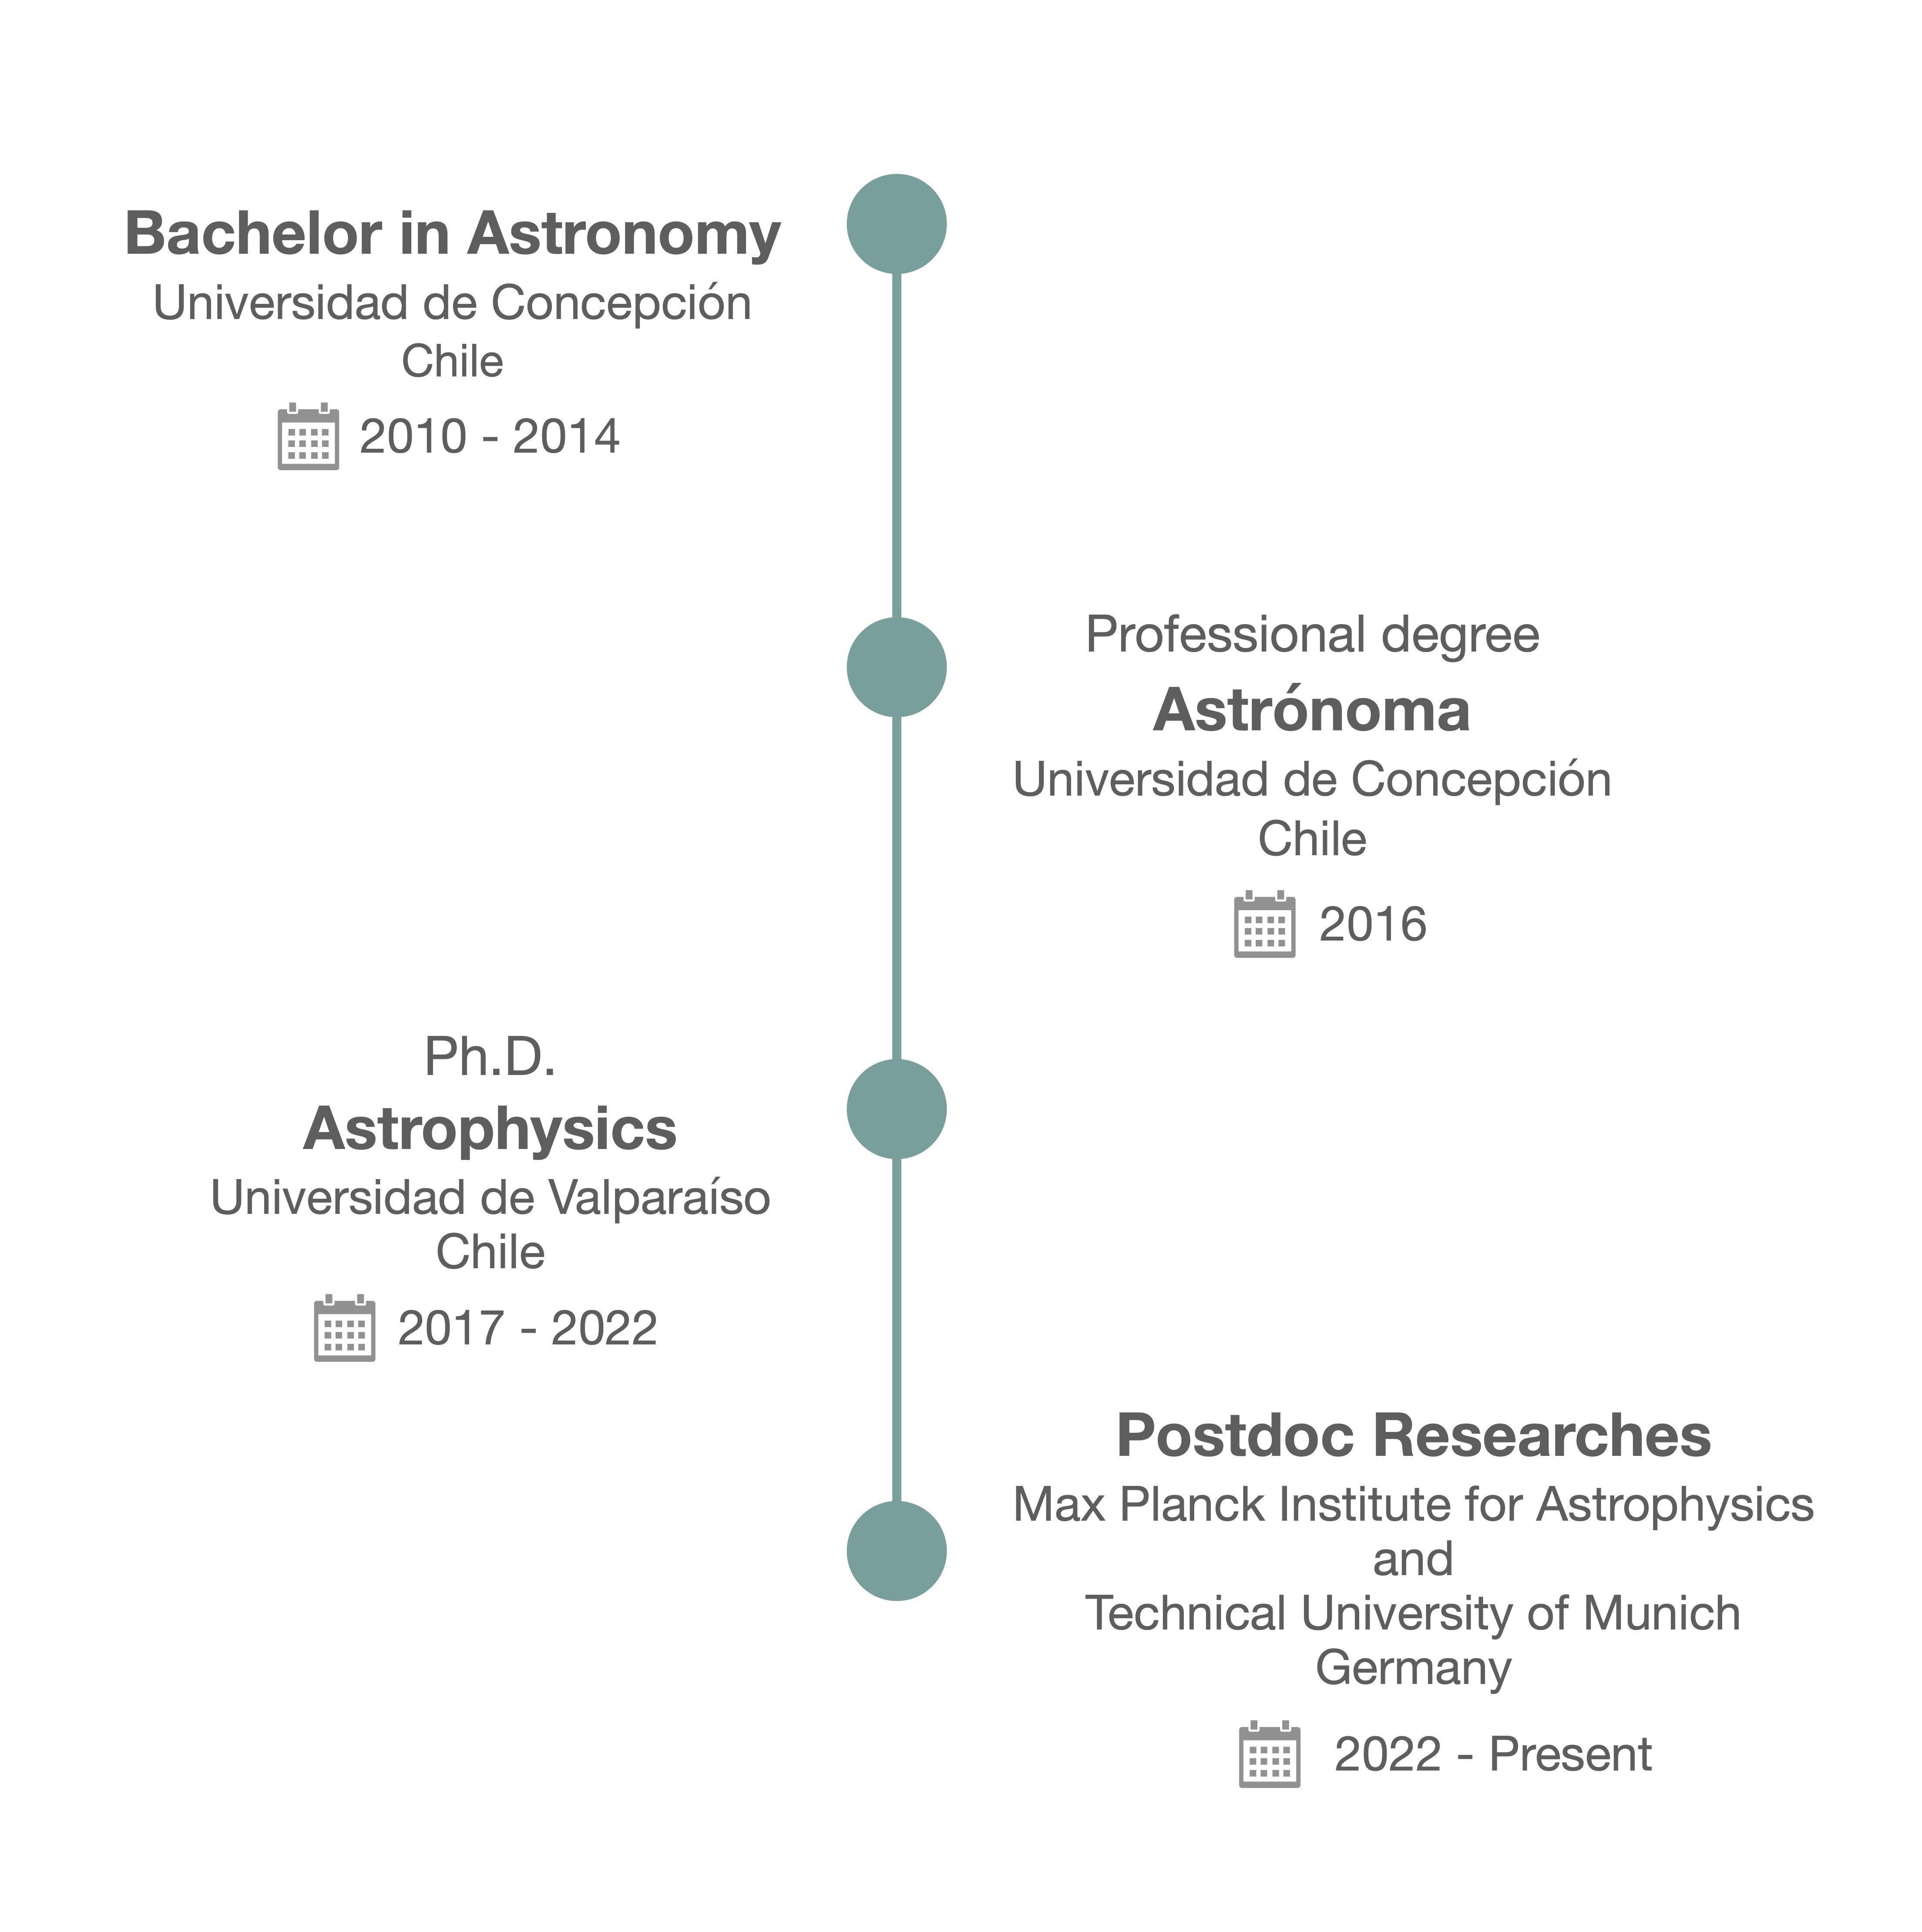 Bachelor in Astronomy
Universidad de Concepción
Chile
2010 - 2014
Professional degree
Astrónoma
Universidad de Concepción
Chile
2016
Ph.D.
Astrophysics
Universidad de Valparaíso
Chile
2017 - 2022
Postdoc Researches
Max Planck Institute for Astrophysics
and
Technical University of Munich
Germany
2022 - Present